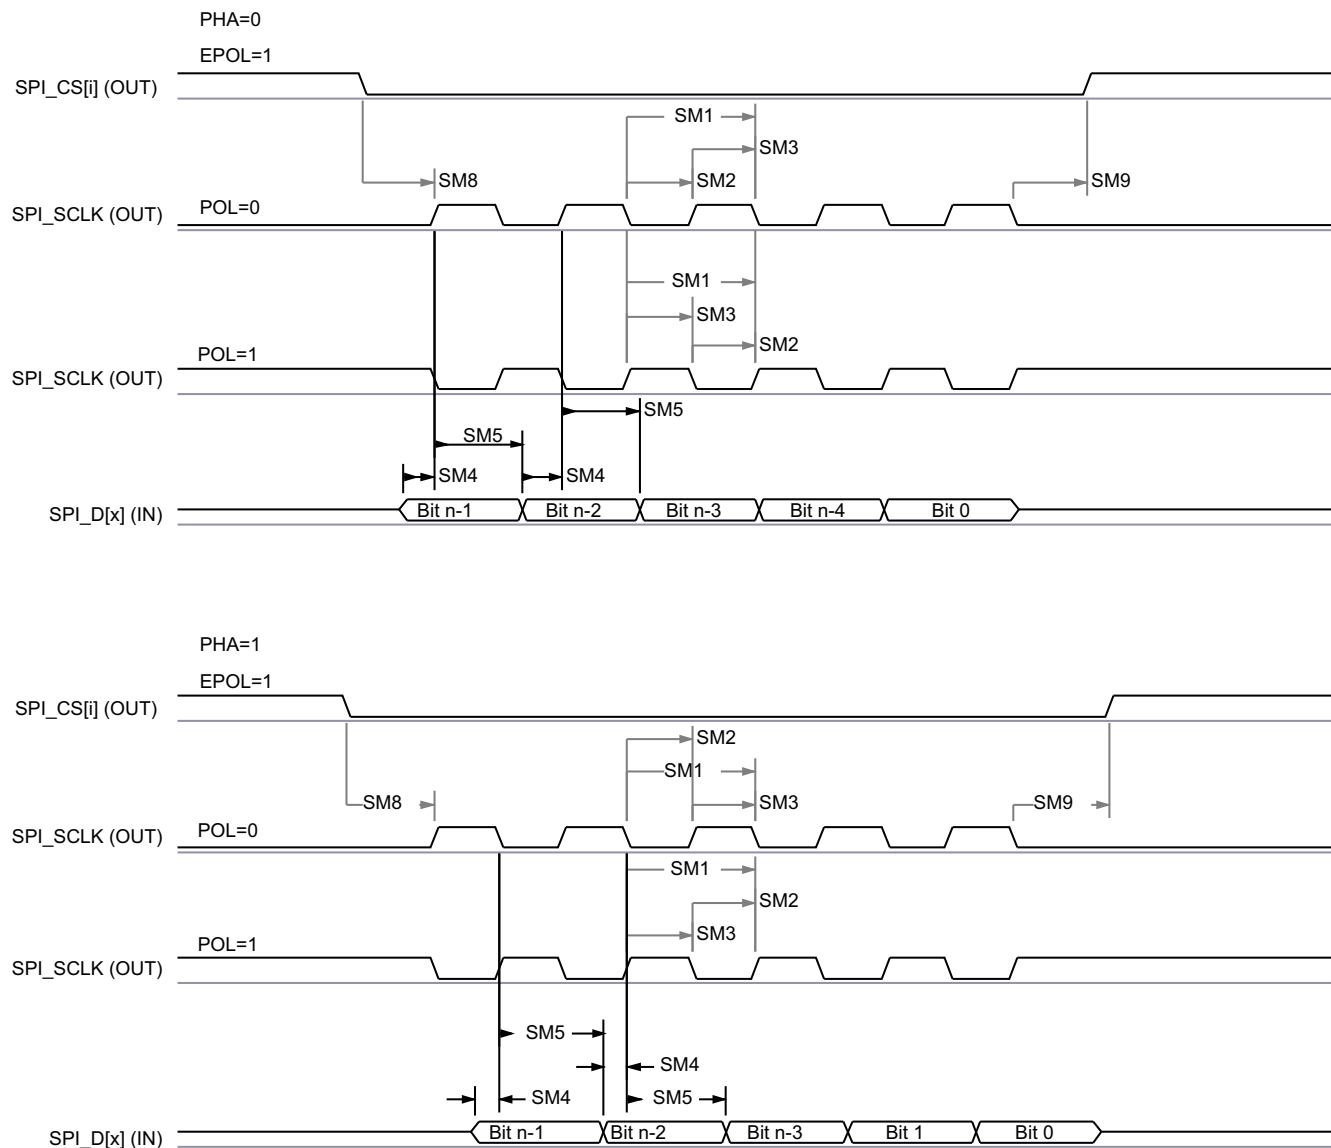 PHA=0
EPOL=1
SPI_CS[i] (OUT)
SM1
SM3
SM8
SM2
SM9
SPI_SCLK (OUT)
POL=0
SM1
SM3
SM2
POL=1
SPI_SCLK (OUT)
SM5
SM5
SM4
SM4
SPI_D[x] (IN)
Bit n-1
Bit n-2
Bit n-3
Bit n-4
Bit 0
PHA=1
EPOL=1
SPI_CS[i] (OUT)
SM2
SM1
SM8
SM3
SM9
SPI_SCLK (OUT)
POL=0
SM1
SM2
SM3
POL=1
SPI_SCLK (OUT)
SM5
SM4
SM4
SM5
SPI_D[x] (IN)
Bit n-1
Bit n-2
Bit n-3
Bit 1
Bit 0